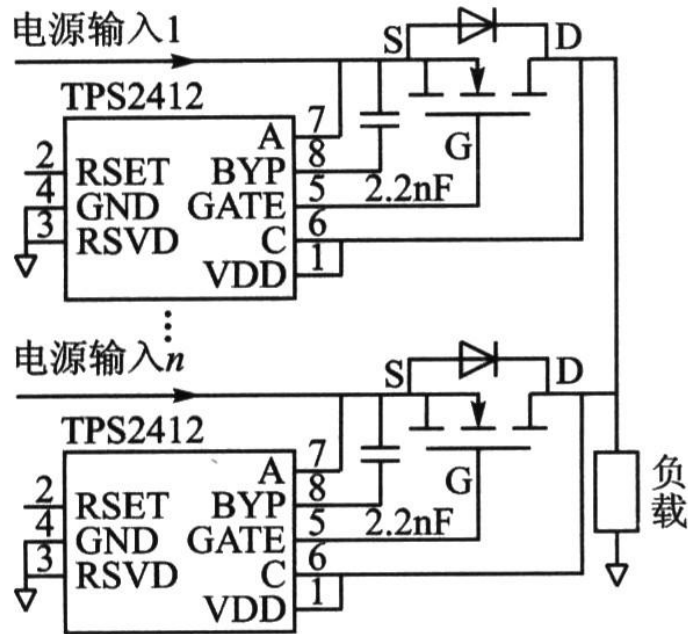 电源输入1
S
D
TPS2412
7
A
8
2
RSET
BYP
G
4
5
GND
GATE
2.2nF
3
6
RSVD
C
1
VDD
电源输入n
S
D
TPS2412
7
A
8
2
RSET
BYP
G
4
5
GND
GATE
2.2nF
3
6
RSVD
C
1
VDD
负载